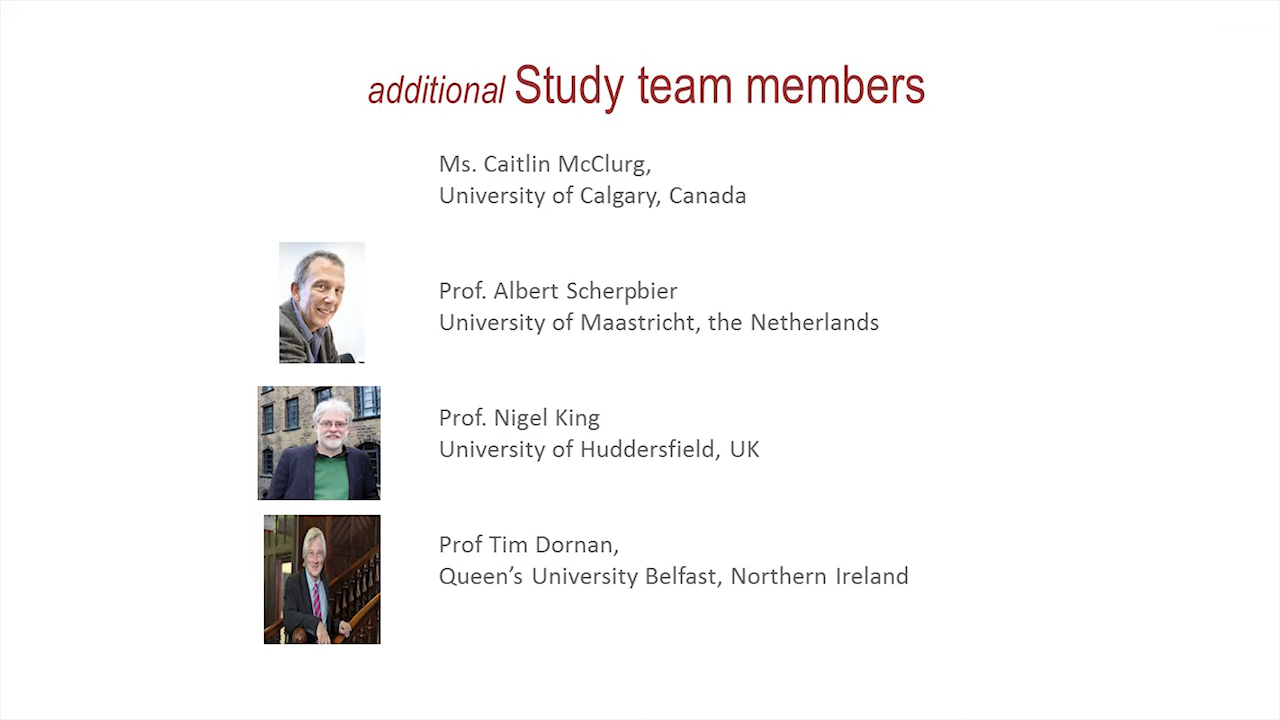 additional Study team members
Ms. Caitlin McClurg,
University of Calgary, Canada
Prof. Albert Scherpbier
University of Maastricht, the Netherlands
Prof. Nigel King
University of Huddersfield, UK
Prof Tim Dornan,
Queen’s University Belfast, Northern Ireland